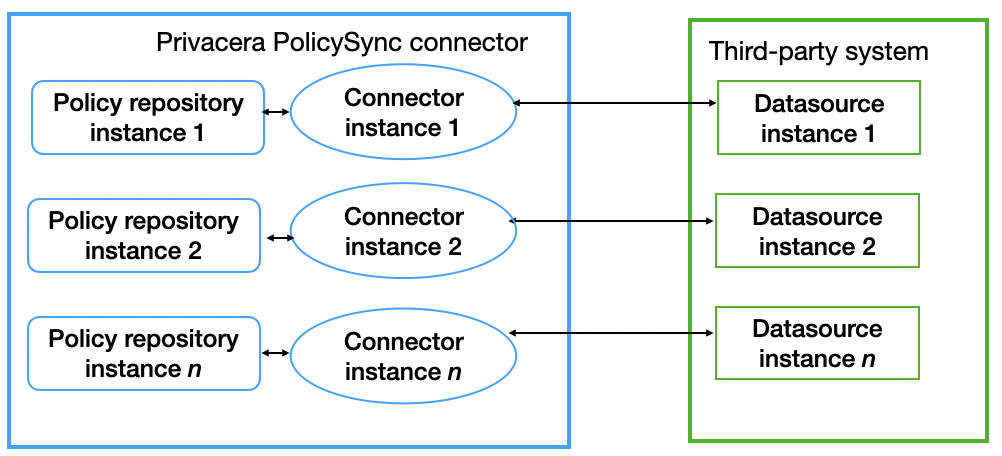 Privacera PolicySync connector
Third-party system
Policy repository
instance 1
Connector
instance 1
Datasource
instance 1
Policy repository
instance 2
Connector
instance 2
Datasource
instance 2
Policy repository
instance n
Connector
instance n
Datasource
instance n